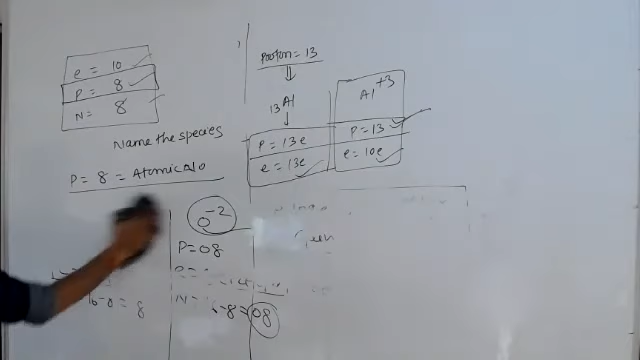 e = 10
P = 8
N = 8
Name the species
P = 8 = Atomic No
O⁻²
P = 08
N =
-8 = 08
16-8 = 8
Proton = 13
⇓
₁₃Al
↓
P = 13e
e = 13e
Al⁺³
P = 13
e = 10e